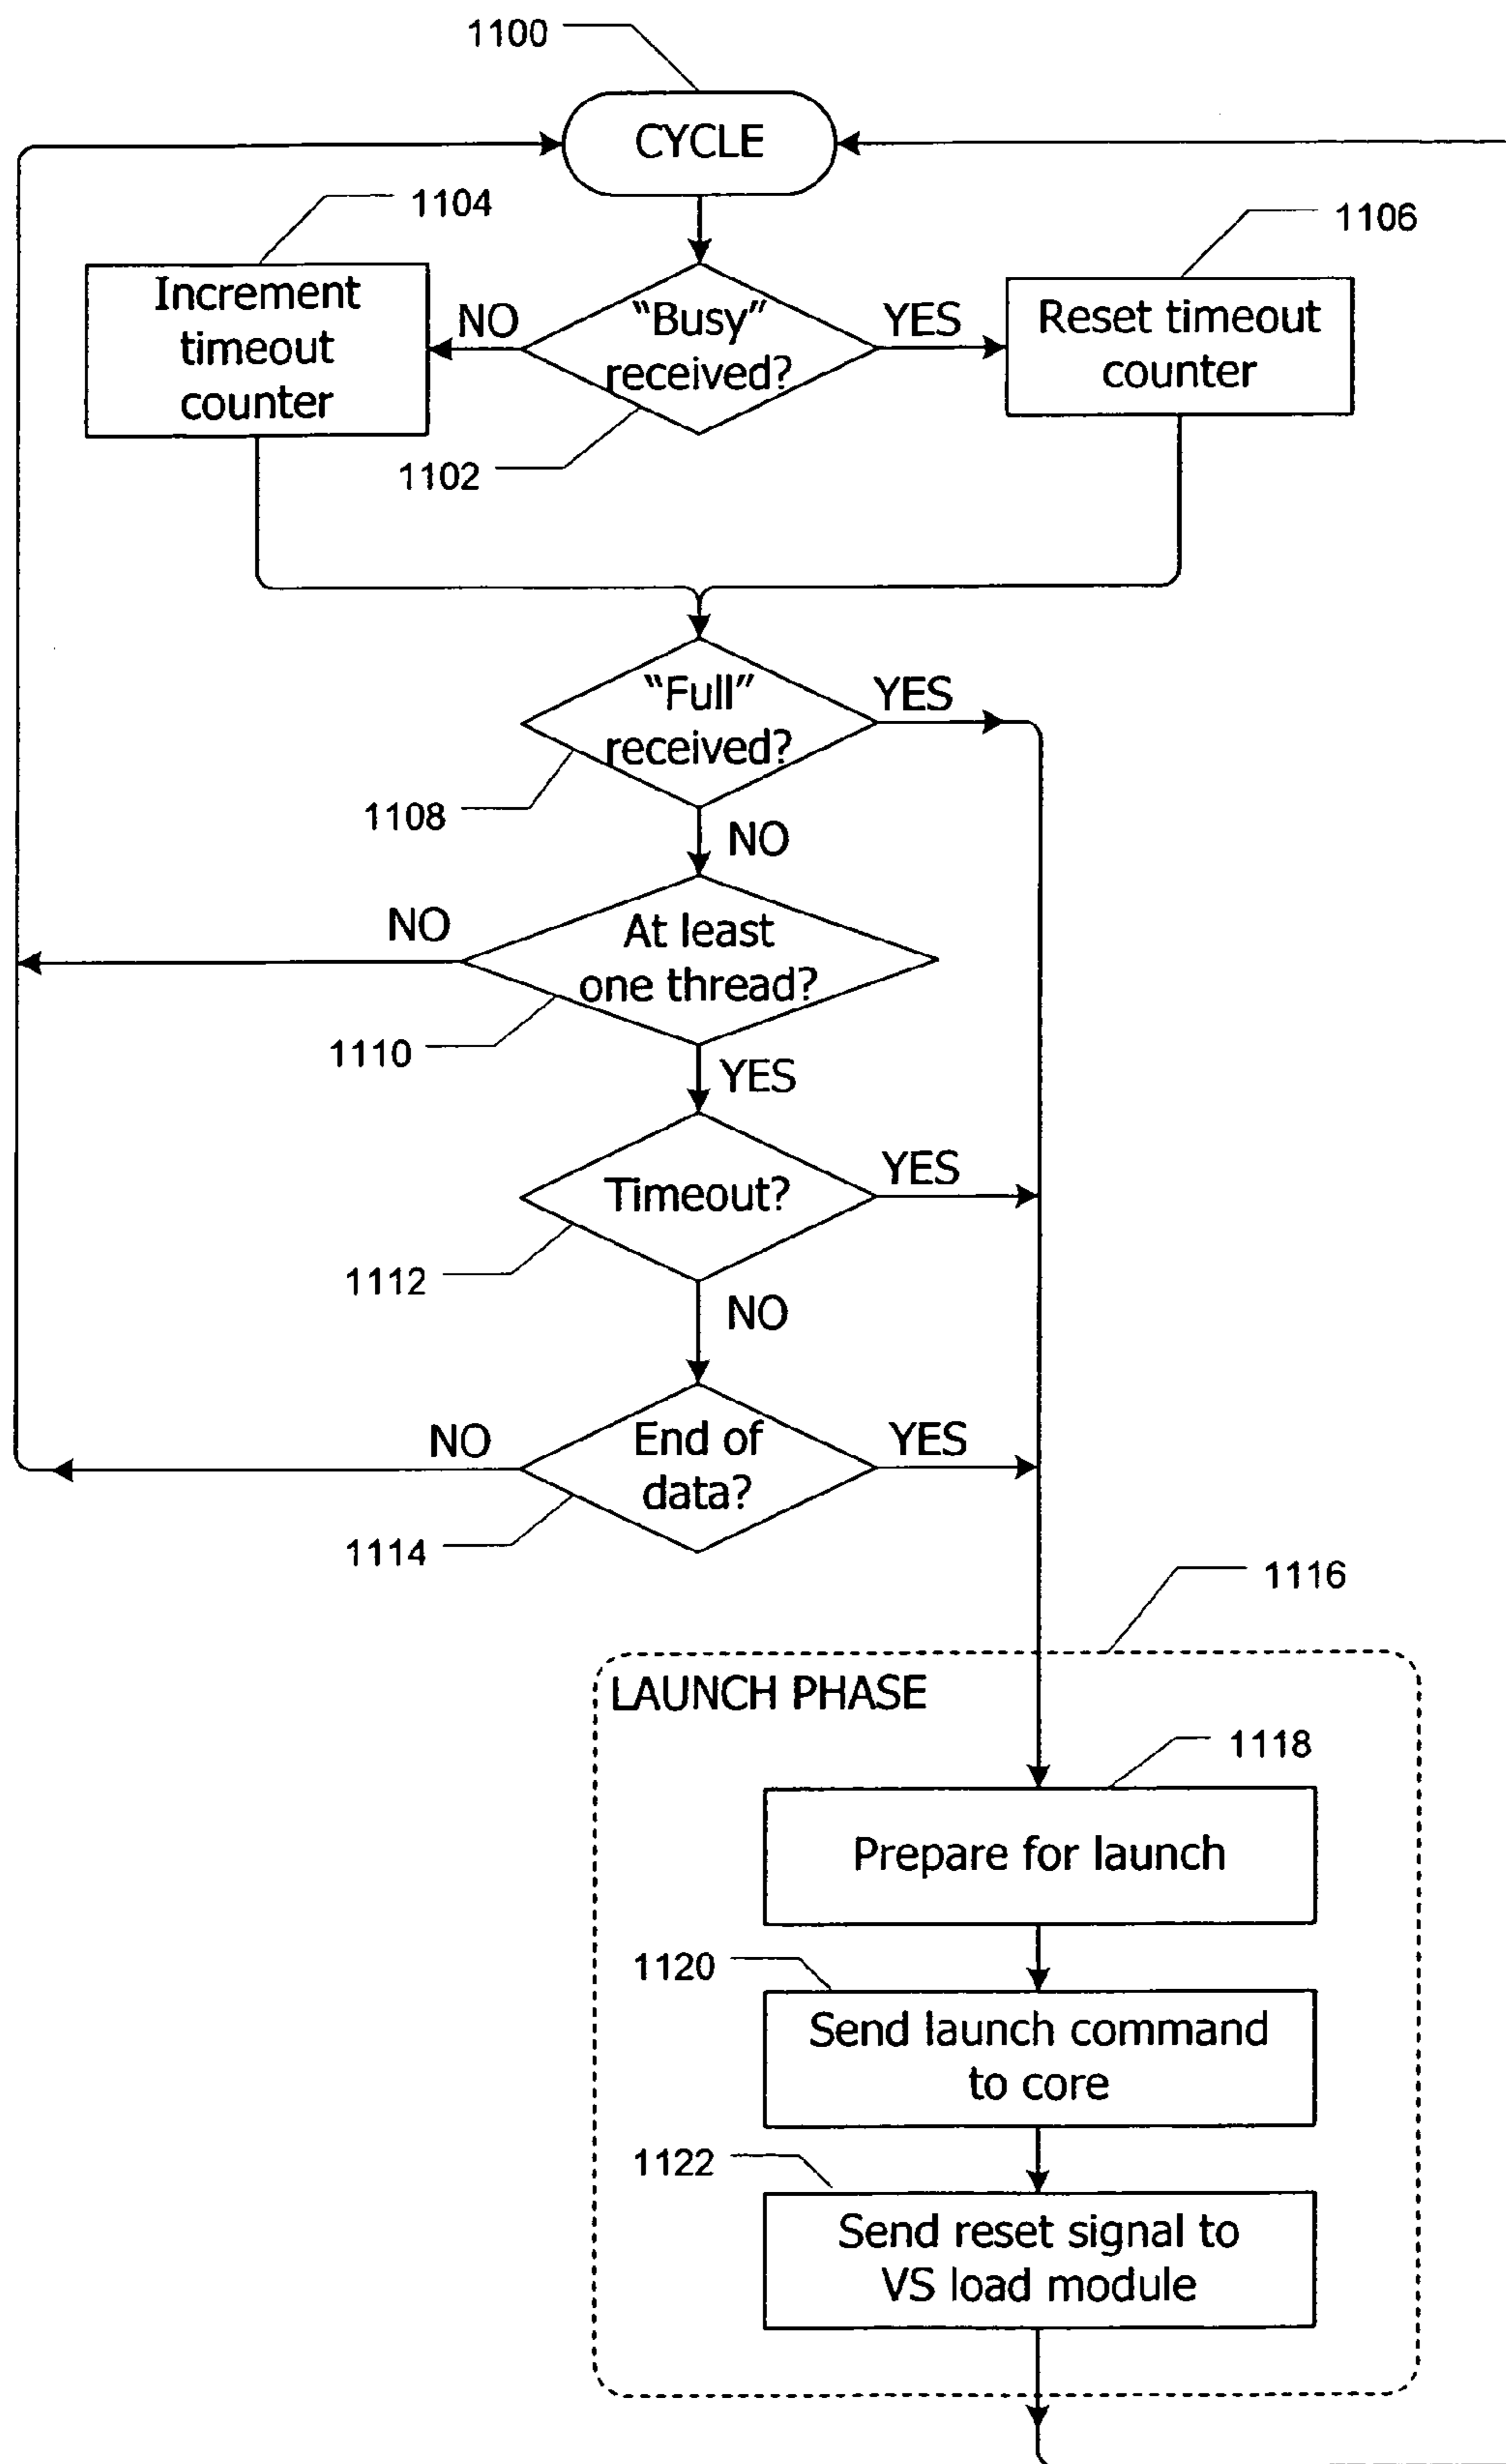 1100
CYCLE
1104
1106
Increment
timeout
counter
NO
"Busy"
received?
YES
Reset timeout
counter
1102
"Full"
received?
YES
1108
NO
NO
At least
one thread?
1110
YES
Timeout?
YES
1112
NO
NO
End of
data?
YES
1114
1116
LAUNCH PHASE
1118
Prepare for launch
1120
Send launch command
to core
1122
Send reset signal to
VS load module